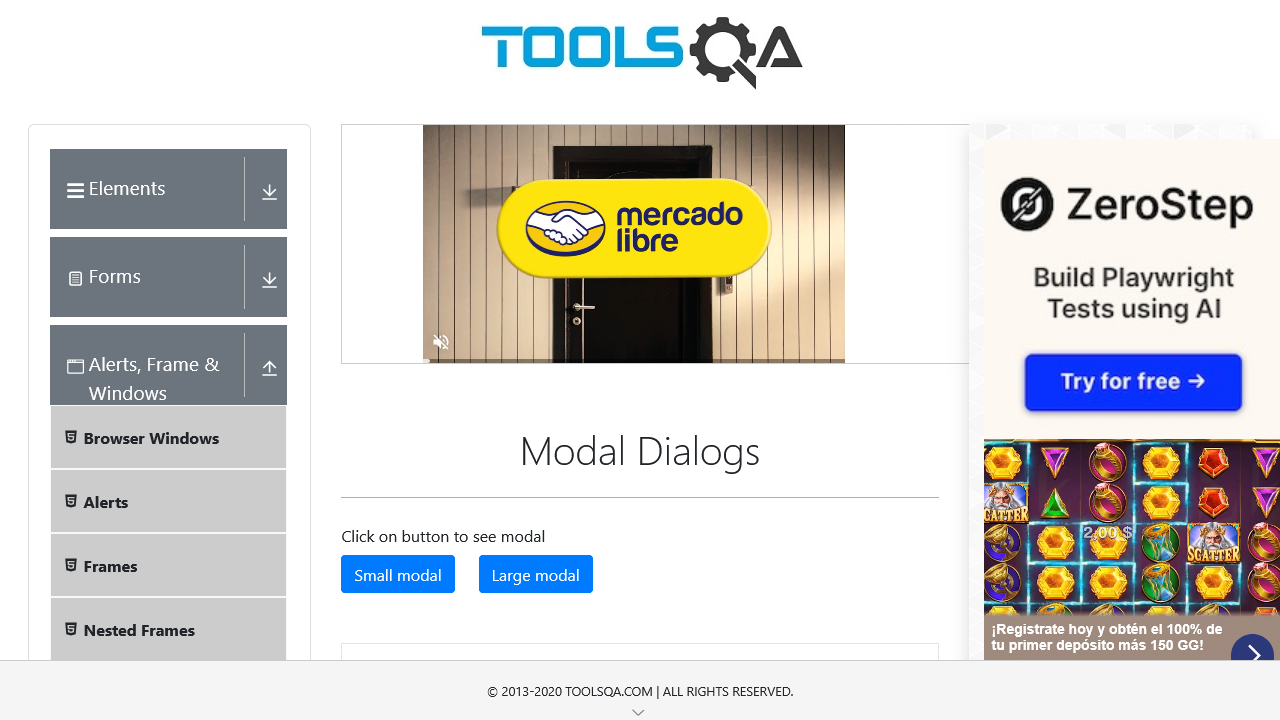 TOOLSQA
Elements
Forms
Alerts, Frame &
Windows
Browser Windows
Alerts
Frames
Nested Frames
mercado
libre
Modal Dialogs
Click on button to see modal
Small modal
Large modal
ZeroStep
Build Playwright
Tests using AI
Try for free →
SCATTER
2,00 $
SCATTER
¡Registrate hoy y obtén el 100% de
tu primer depósito más 150 GG!
© 2013-2020 TOOLSQA.COM | ALL RIGHTS RESERVED.